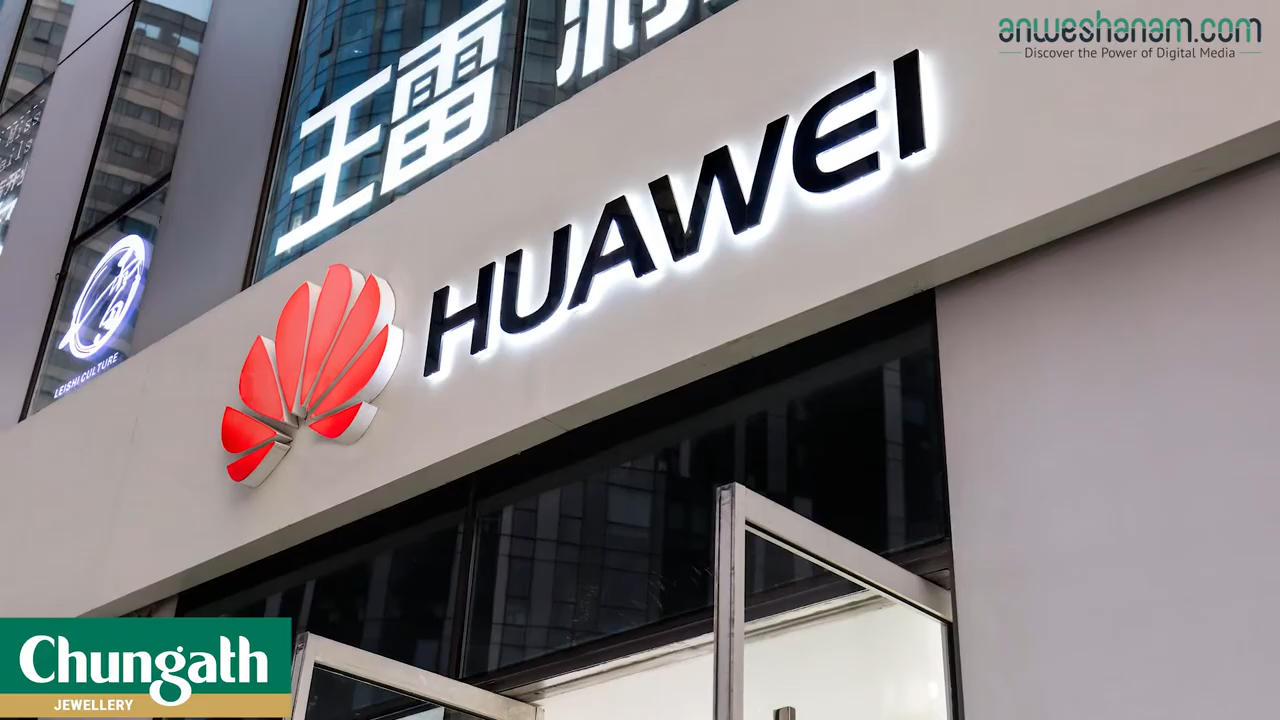 anweshanam.com
Discover the Power of Digital Media
王雷
HUAWEI
LEISHI CULTURE
Chungath
JEWELLERY